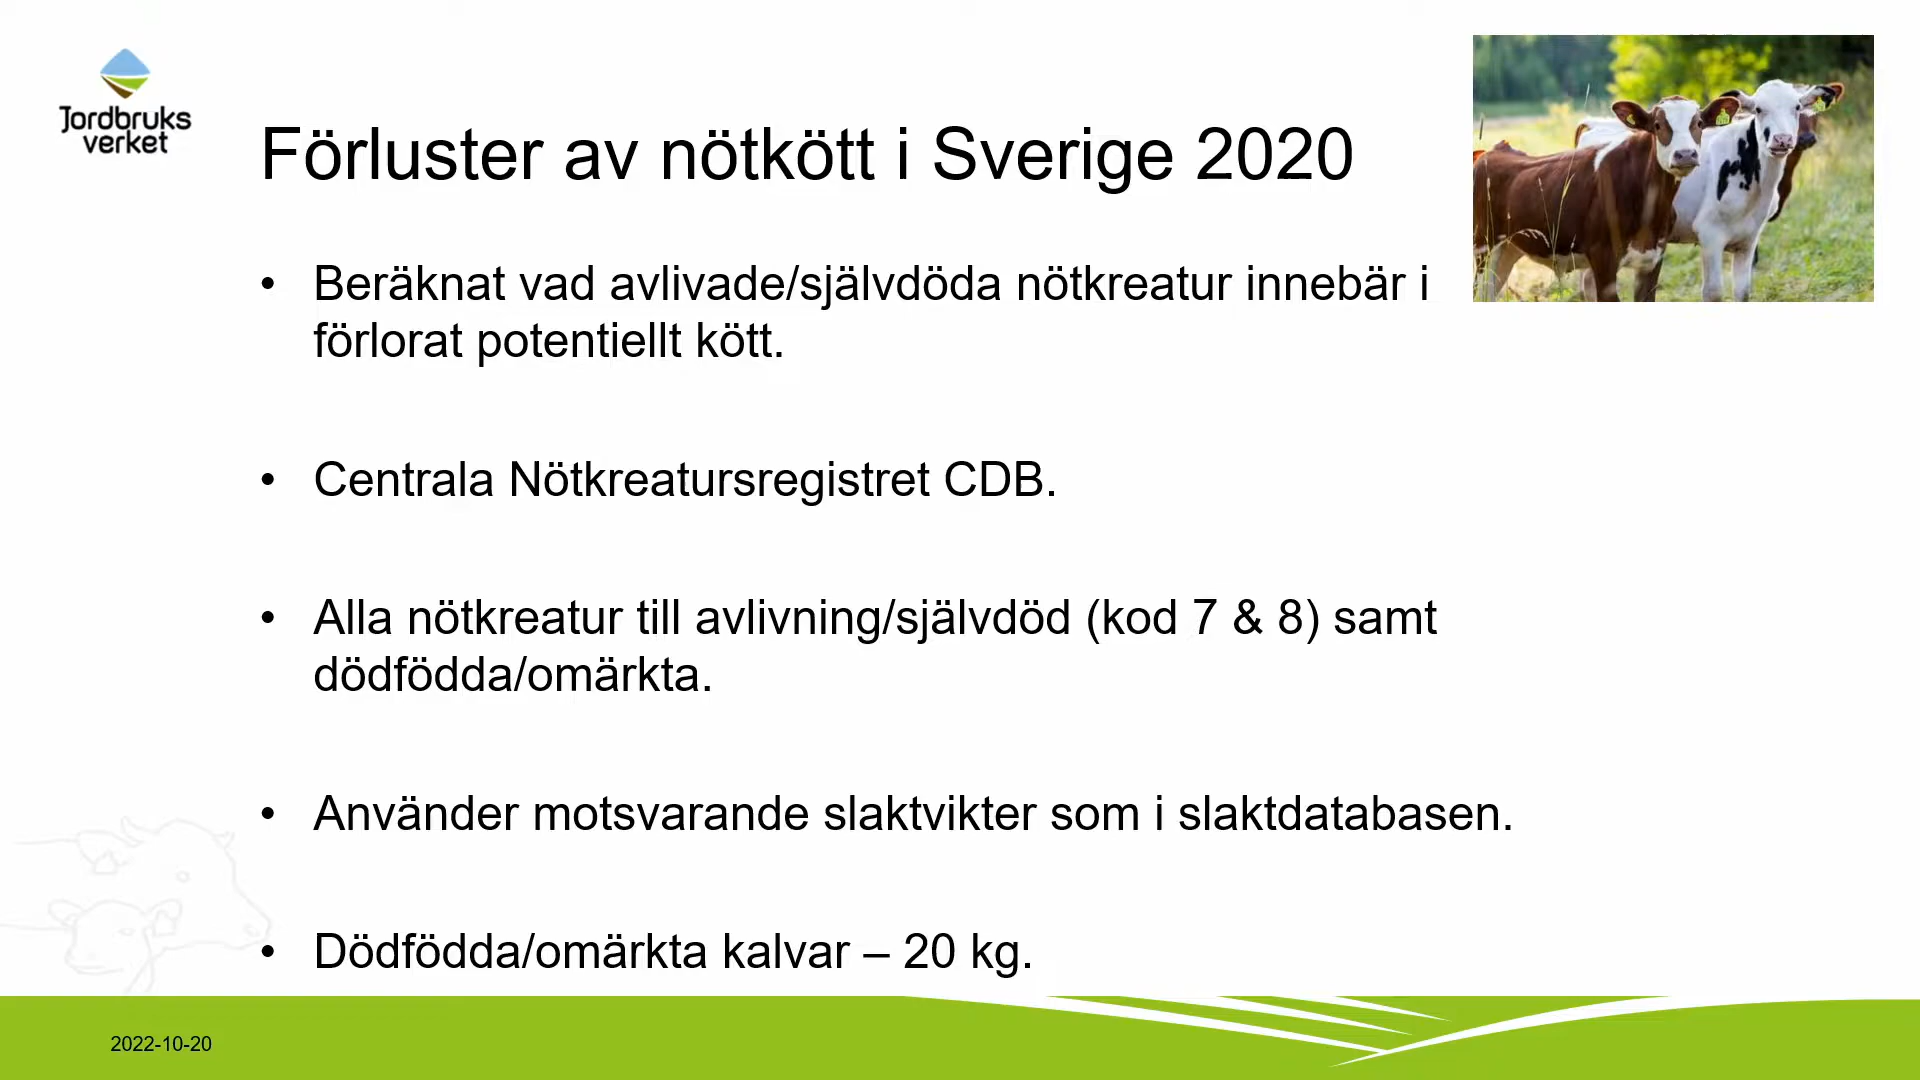 Jordbruks
verket
Förluster av nötkött i Sverige 2020
• Beräknat vad avlivade/självdöda nötkreatur innebär i
förlorat potentiellt kött.
• Centrala Nötkreatursregistret CDB.
• Alla nötkreatur till avlivning/självdöd (kod 7 & 8) samt
dödfödda/omärkta.
• Använder motsvarande slaktvikter som i slaktdatabasen.
• Dödfödda/omärkta kalvar – 20 kg.
2022-10-20